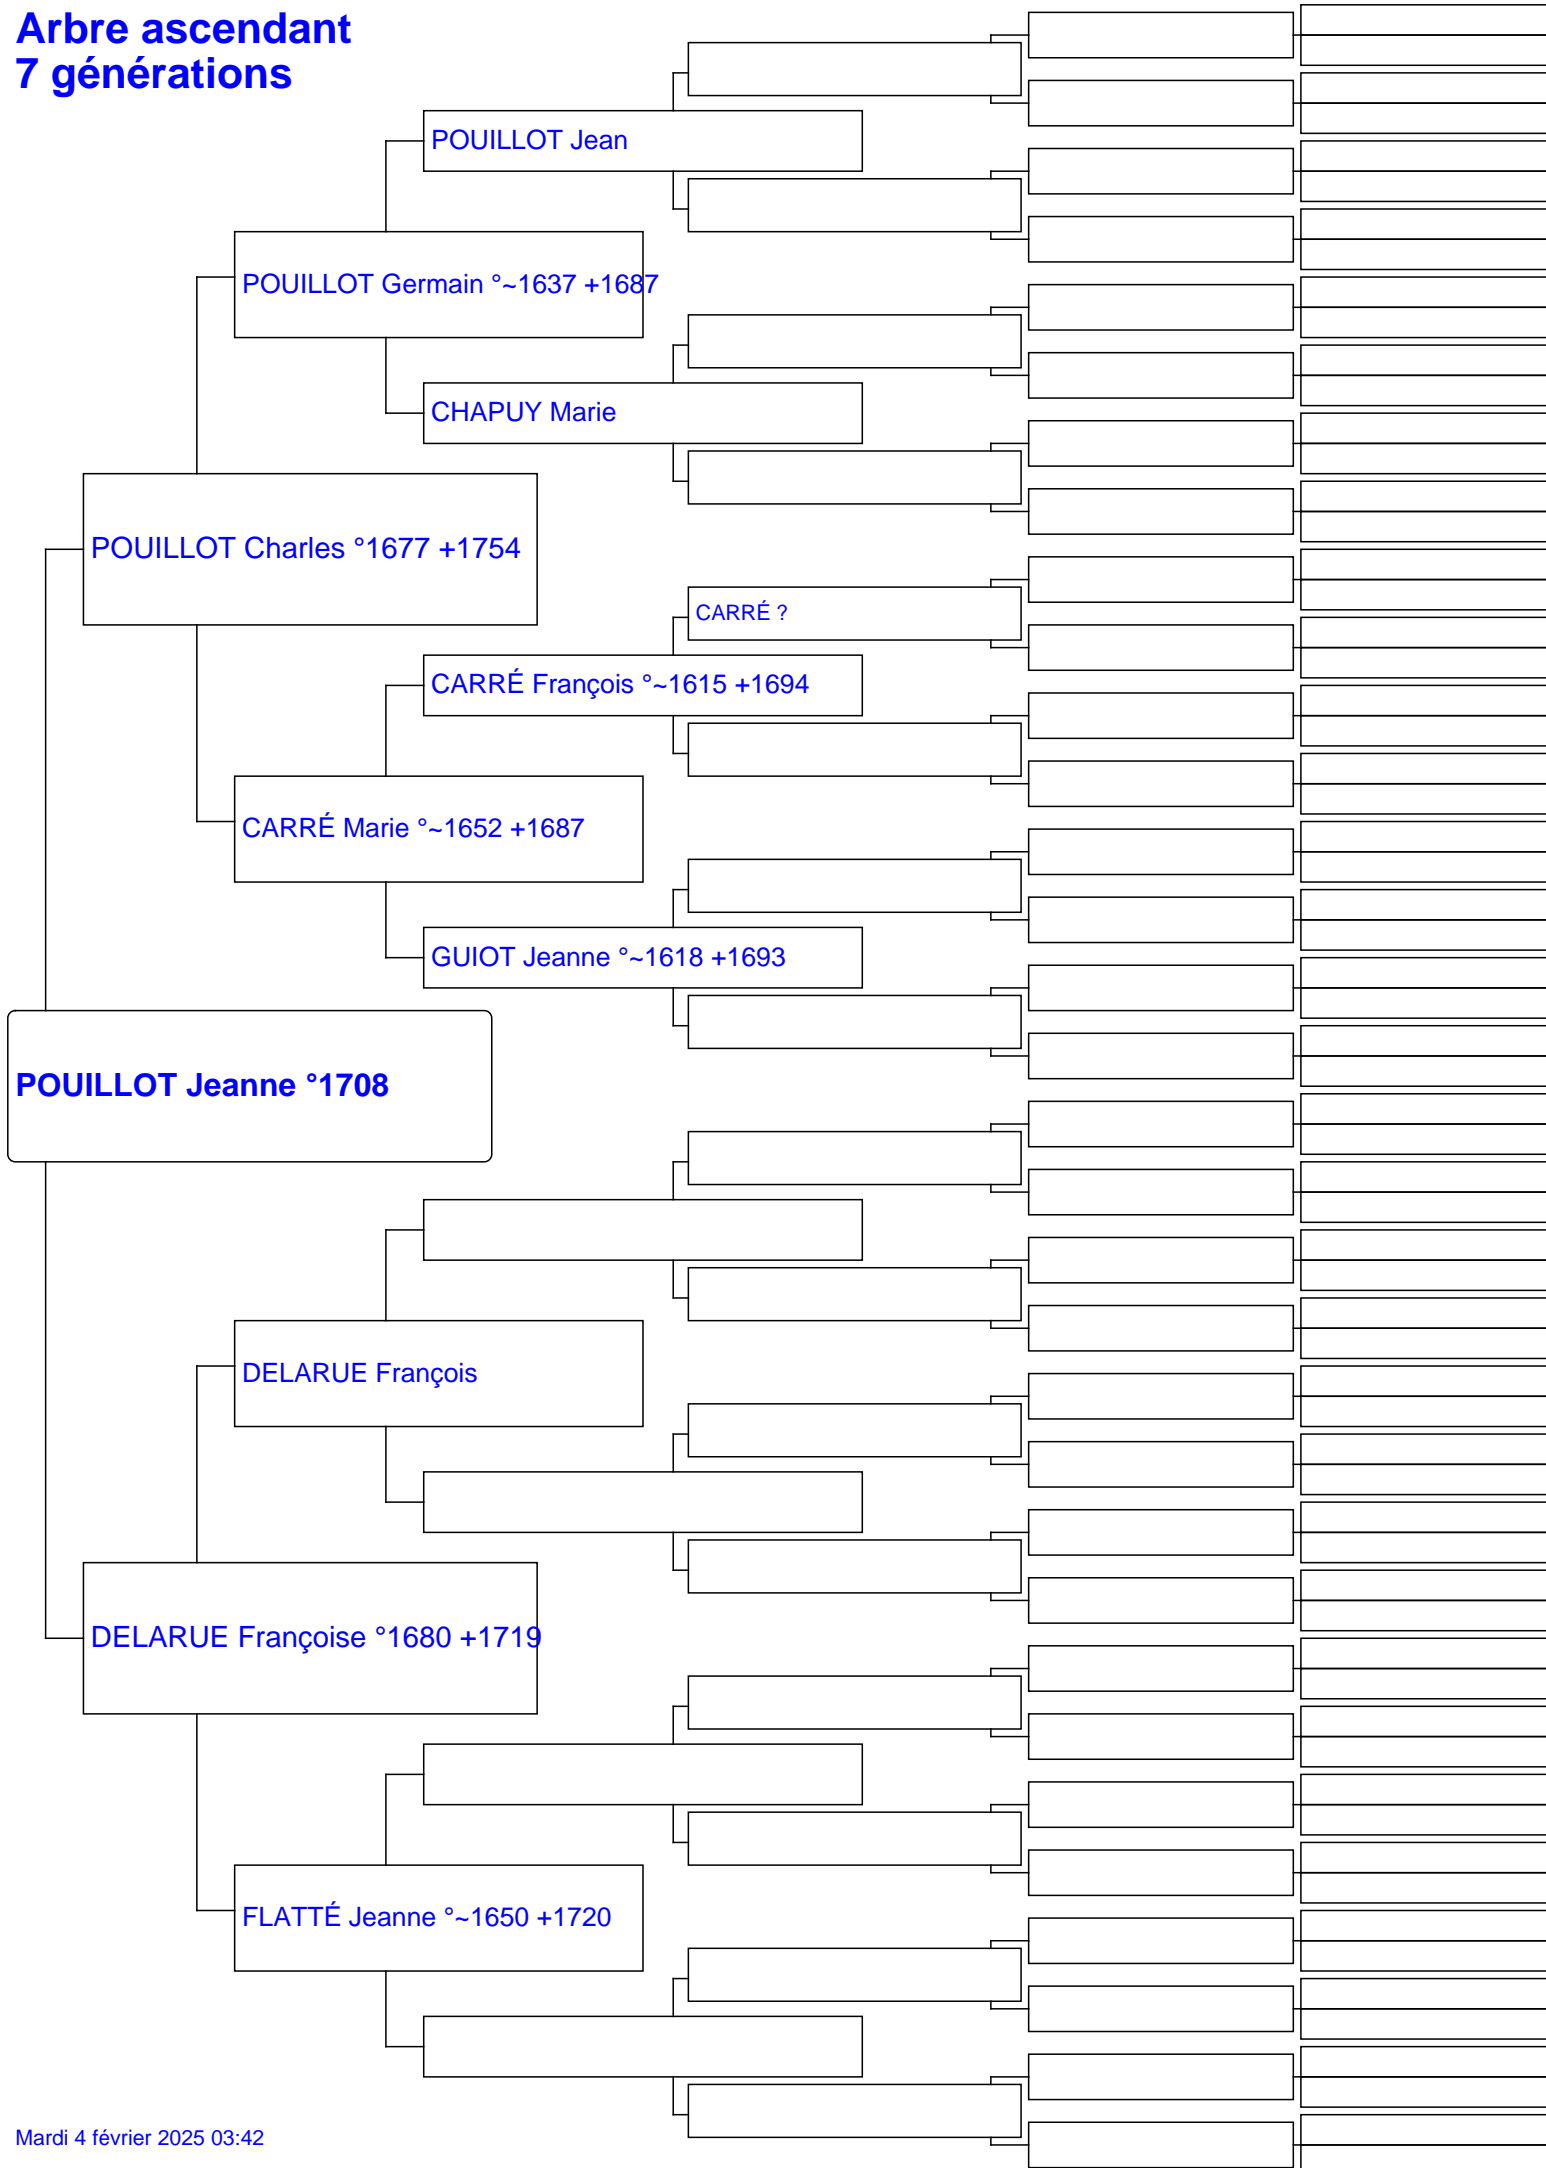 Arbre ascendant
7 générations
POUILLOT Jean
POUILLOT Germain °~1637 +1687
CHAPUY Marie
POUILLOT Charles °1677 +1754
CARRÉ ?
CARRÉ François °~1615 +1694
CARRÉ Marie °~1652 +1687
GUIOT Jeanne °~1618 +1693
POUILLOT Jeanne °1708
DELARUE François
DELARUE Françoise °1680 +1719
FLATTÉ Jeanne °~1650 +1720
Mardi 4 février 2025 03:42